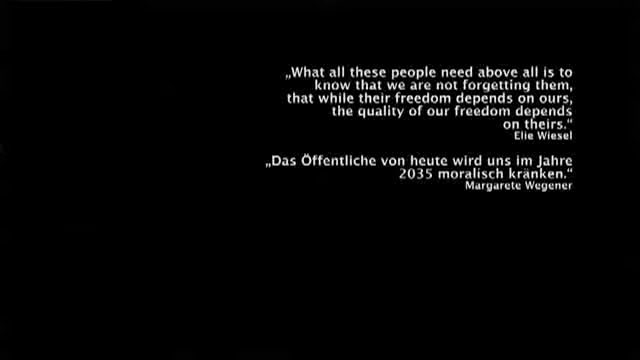 „What all these people need above all is to
know that we are not forgetting them,
that while their freedom depends on ours,
the quality of our freedom depends
on theirs.“
Elie Wiesel
„Das Öffentliche von heute wird uns im Jahre
2035 moralisch kränken.“
Margarete Wegener